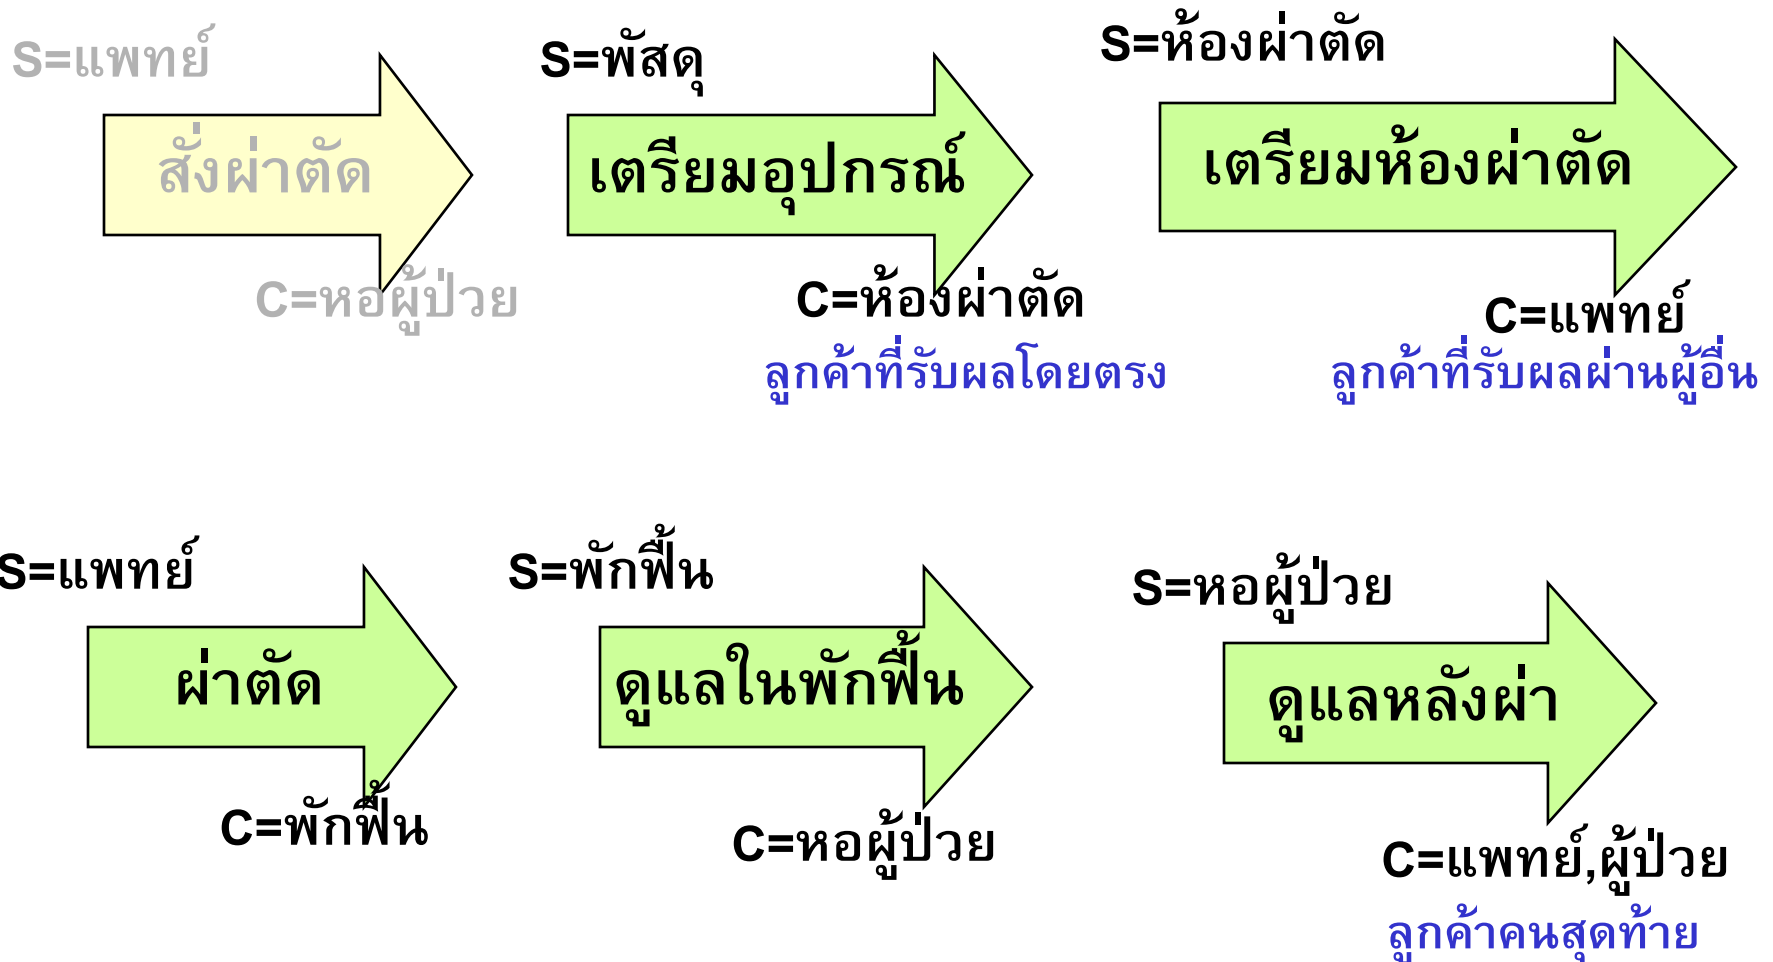 S=แพทย์
สั่งผ่าตัด
C=หอผู้ป่วย
S=พัสดุ
เตรียมอุปกรณ์
C=ห้องผ่าตัด
ลูกค้าที่รับผลโดยตรง
S=ห้องผ่าตัด
เตรียมห้องผ่าตัด
C=แพทย์
ลูกค้าที่รับผลผ่านผู้อื่น
S=แพทย์
ผ่าตัด
C=พักฟื้น
S=พักฟื้น
ดูแลในพักฟื้น
C=หอผู้ป่วย
S=หอผู้ป่วย
ดูแลหลังผ่า
C=แพทย์,ผู้ป่วย
ลูกค้าคนสุดท้าย